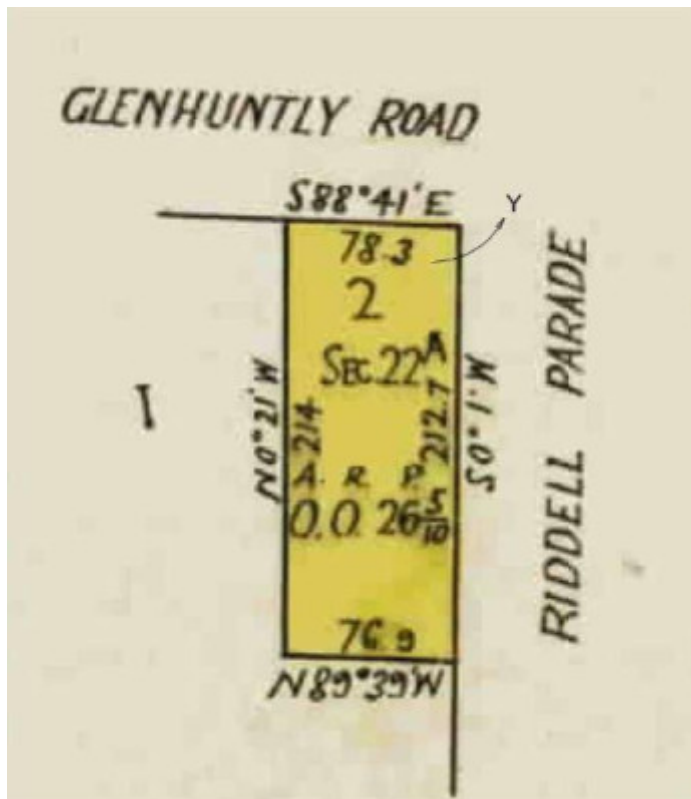 GLENHUNTLY ROAD
S88°41'E
Y
78.3
2
SEC. 22A
N0°21'W
214
212.7
S0°1'W
RIDDELL PARADE
I
A. R. P.
0. 0. 26 5/10
76.9
N89°39'W